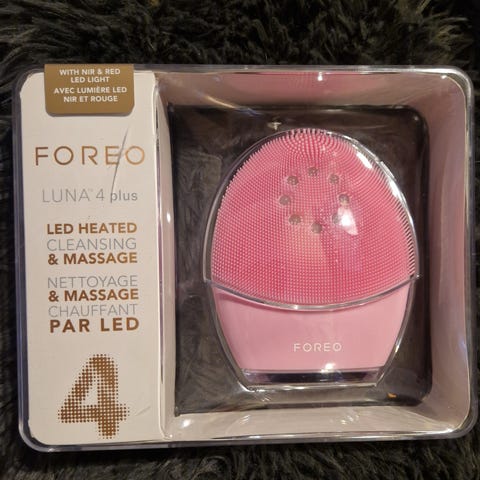 WITH NIR & RED
LED LIGHT
AVEC LUMIÈRE LED
NIR ET ROUGE
FOREO
LUNA™ 4 plus
LED HEATED
CLEANSING
& MASSAGE
NETTOYAGE
& MASSAGE
CHAUFFANT
PAR LED
4
FOREO